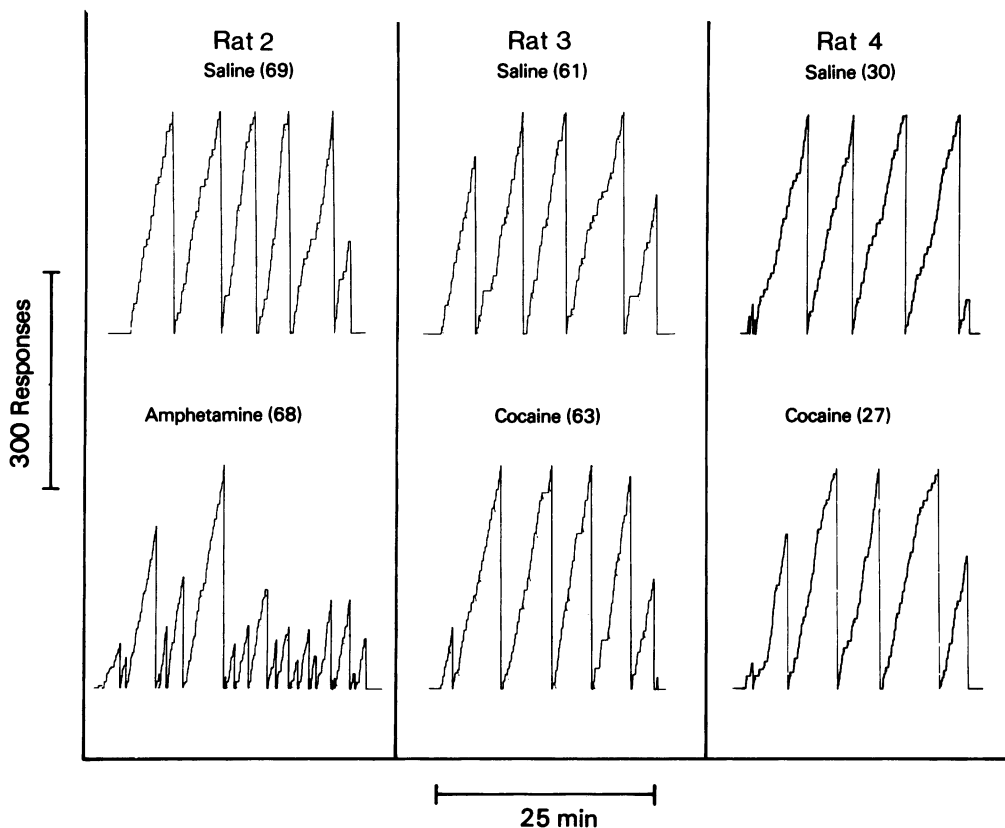 Rat 2
Saline (69)
Rat 3
Saline (61)
Rat 4
Saline (30)
300 Responses
Amphetamine (68)
Cocaine (63)
Cocaine (27)
25 min